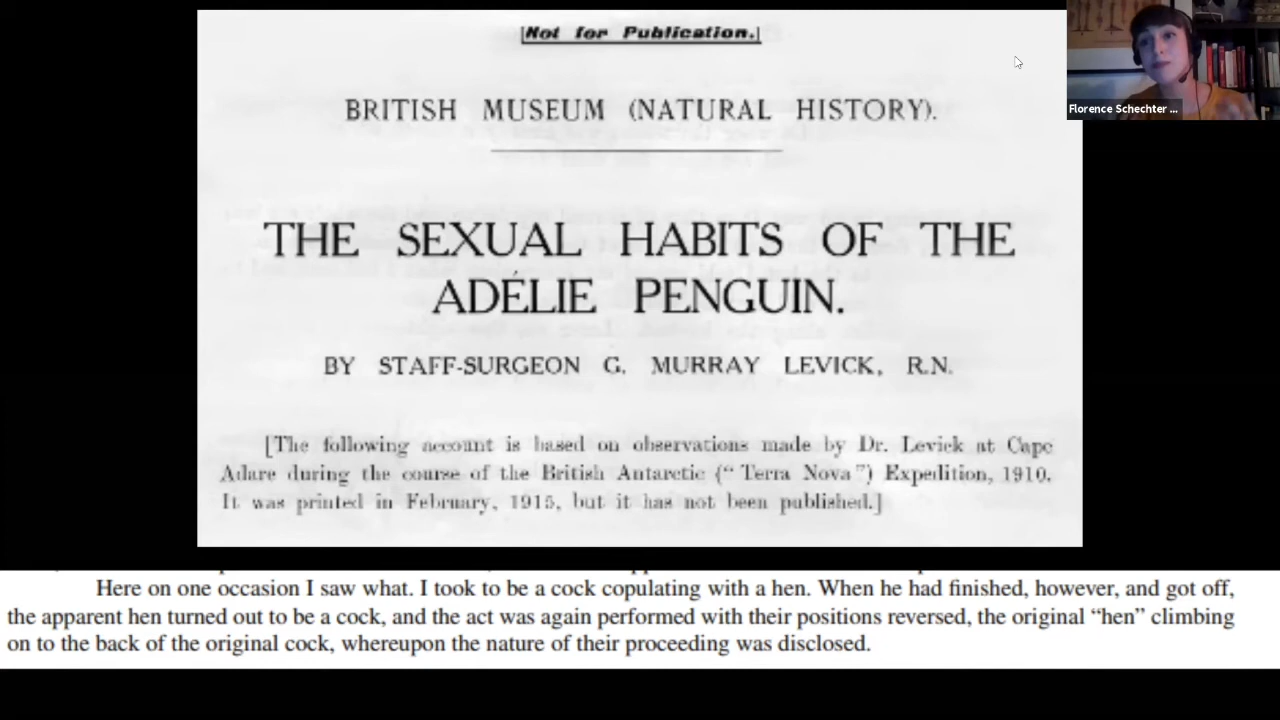 [Not for Publication.]
Florence Schechter ...
BRITISH MUSEUM (NATURAL HISTORY).
THE SEXUAL HABITS OF THE
ADÉLIE PENGUIN.
BY STAFF-SURGEON G. MURRAY LEVICK, R.N.
[The following account is based on observations made by Dr. Levick at Cape
Adare during the course of the British Antarctic (“Terra Nova”) Expedition, 1910.
It was printed in February, 1915, but it has not been published.]
Here on one occasion I saw what. I took to be a cock copulating with a hen. When he had finished, however, and got off,
the apparent hen turned out to be a cock, and the act was again performed with their positions reversed, the original “hen” climbing
on to the back of the original cock, whereupon the nature of their proceeding was disclosed.